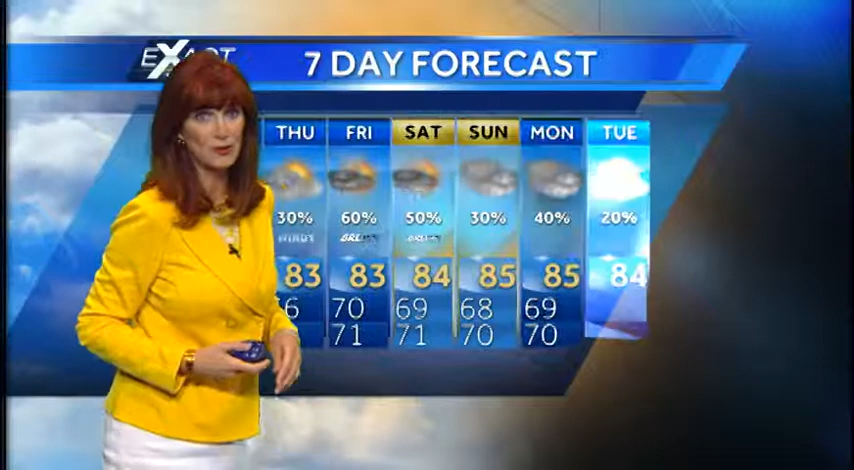 EXACT
7 DAY FORECAST
THU FRI SAT SUN MON TUE
30% 60% 50% 30% 40% 20%
WINDY
83 83 84 85 85 84
70 69 68 69
71 71 70 70